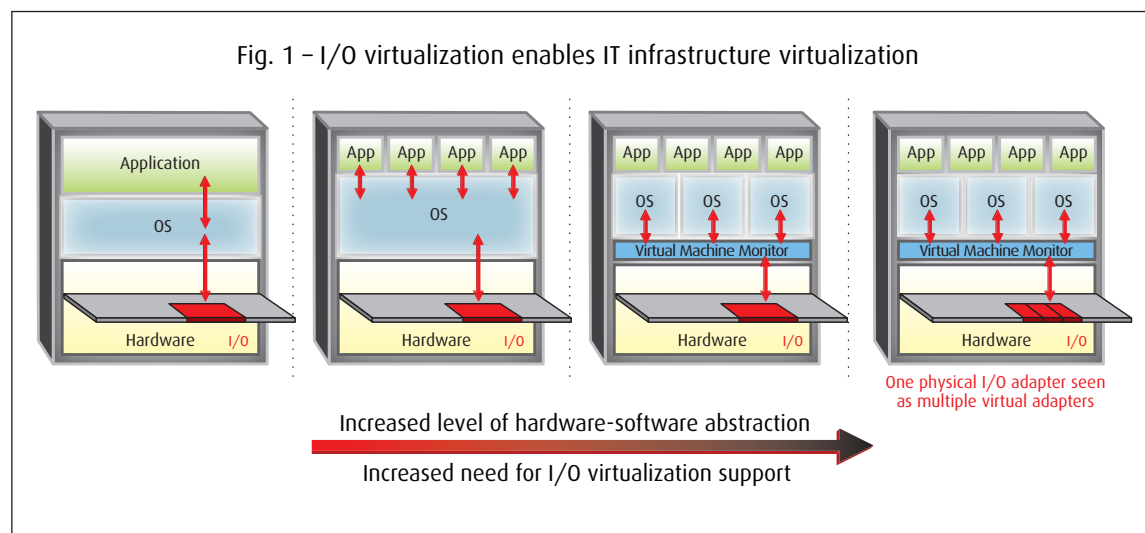 Fig. 1 – I/O virtualization enables IT infrastructure virtualization
Application
OS
Hardware I/O
App App App App
OS
Hardware I/O
App App App App
OS OS OS
Virtual Machine Monitor
Hardware I/O
App App App App
OS OS OS
Virtual Machine Monitor
Hardware I/O
One physical I/O adapter seen
as multiple virtual adapters
Increased level of hardware-software abstraction
Increased need for I/O virtualization support